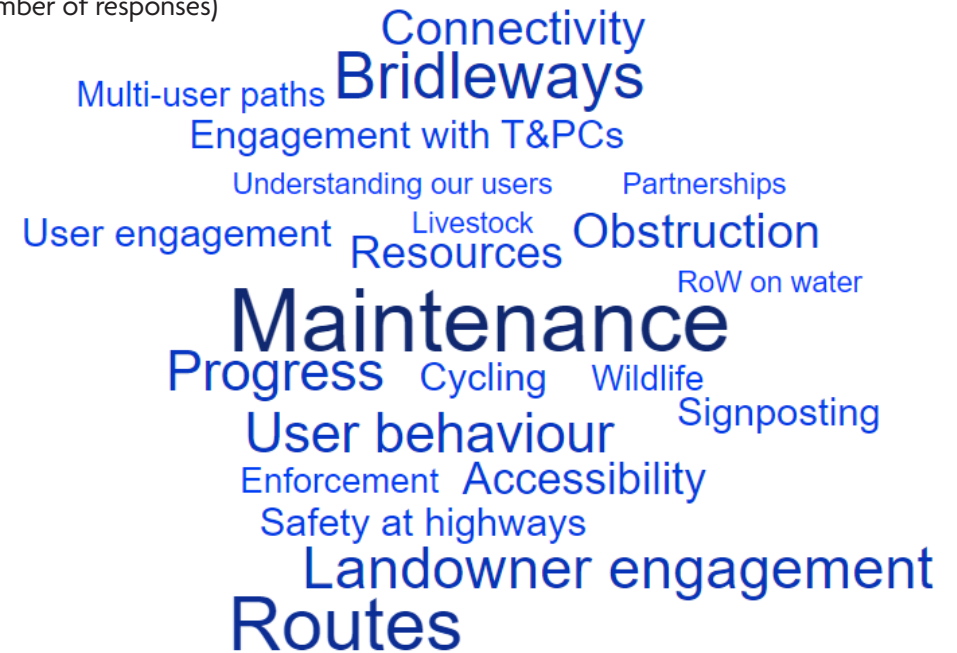 mber of responses)
Connectivity
Bridleways
Multi-user paths
Engagement with T&PCs
Understanding our users
Partnerships
Livestock
User engagement
Obstruction
Resources
RoW on water
Maintenance
Progress
Cycling
Wildlife
Signposting
User behaviour
Enforcement
Accessibility
Safety at highways
Landowner engagement
Routes